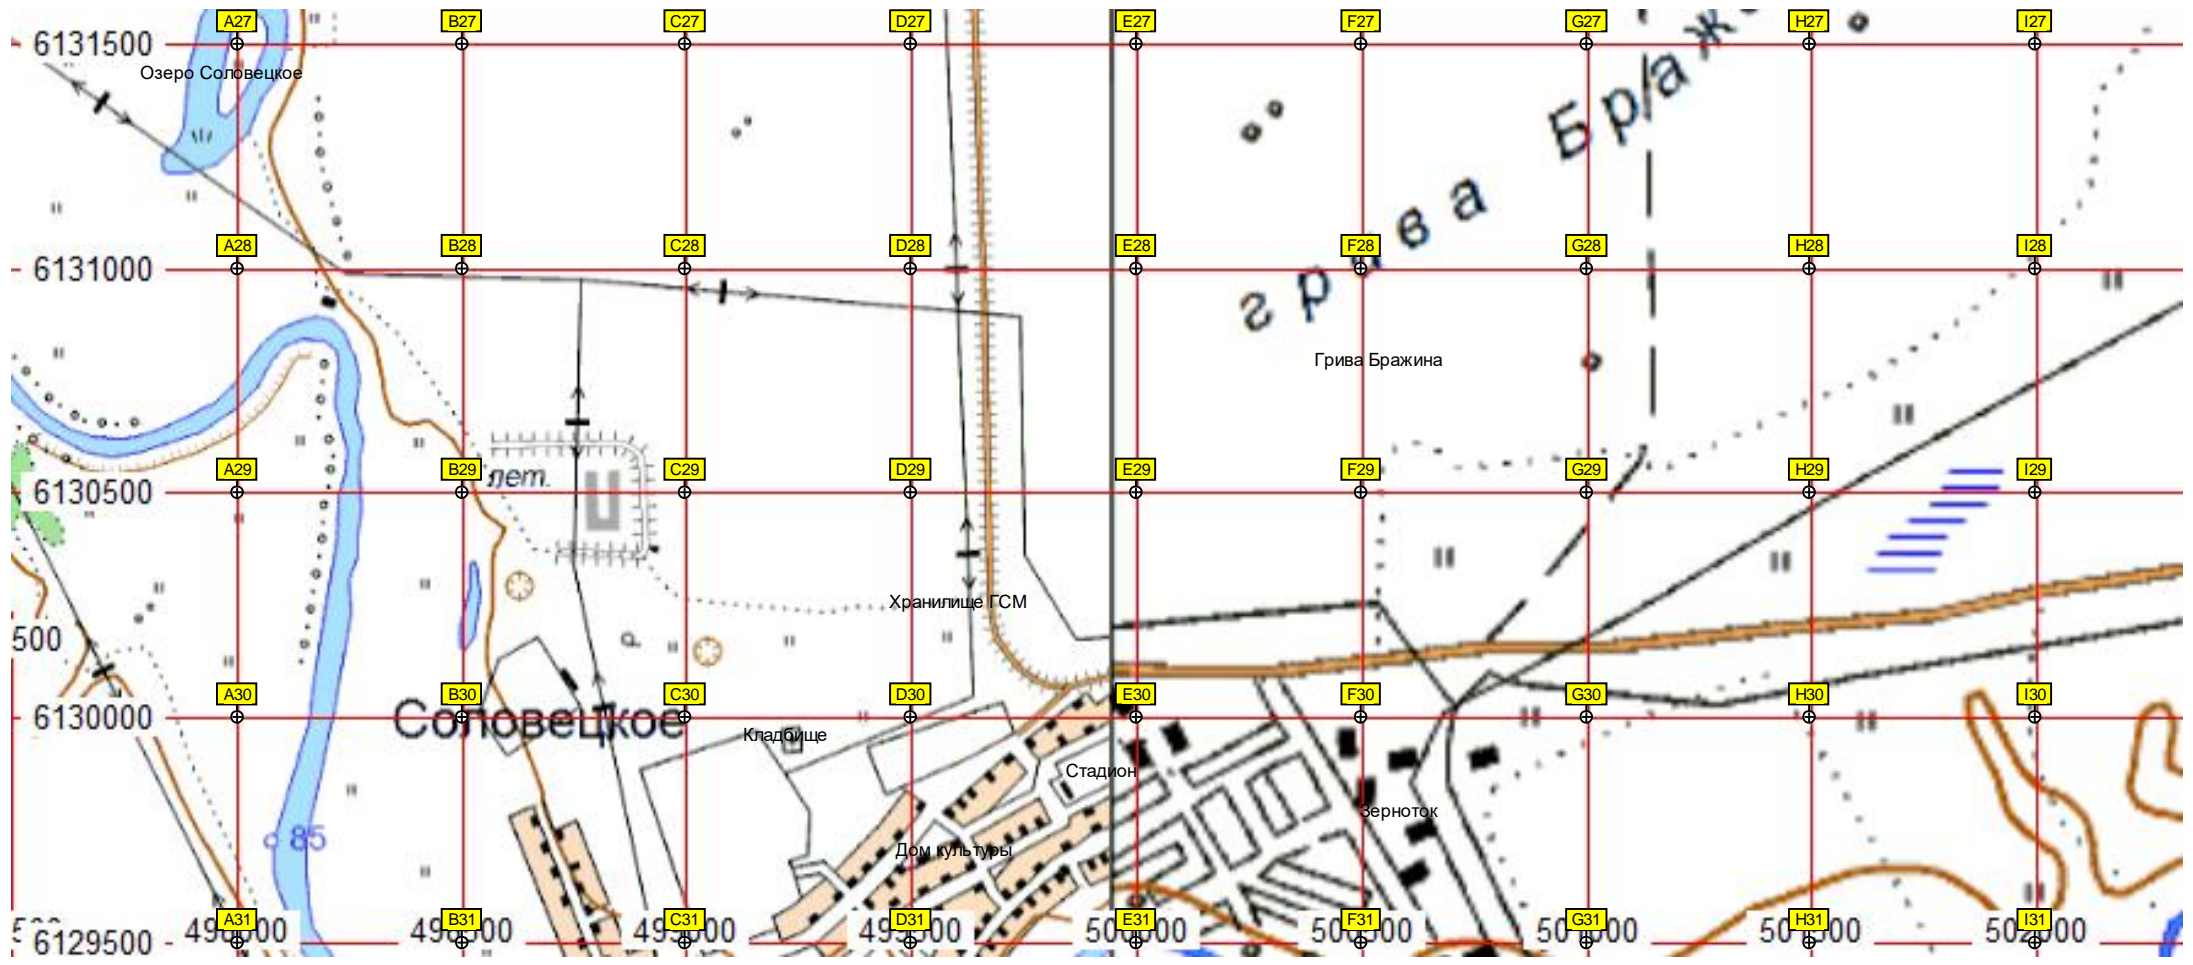 A27 B27 C27 D27 E27 F27 G27 H27 I27
6131500
Озеро Соловецкое
грива Браж
A28 B28 C28 D28 E28 F28 G28 H28 I28
6131000
Грива Бражина
A29 B29 C29 D29 E29 F29 G29 H29 I29
лет.
6130500
Хранилище ГСМ
500
р
A30 B30 C30 D30 E30 F30 G30 H30 I30
6130000
Соловецкое
Кладбище
Стадион
Зерноток
85
Дом культуры
A31 B31 C31 D31 E31 F31 G31 H31 I31
6129500